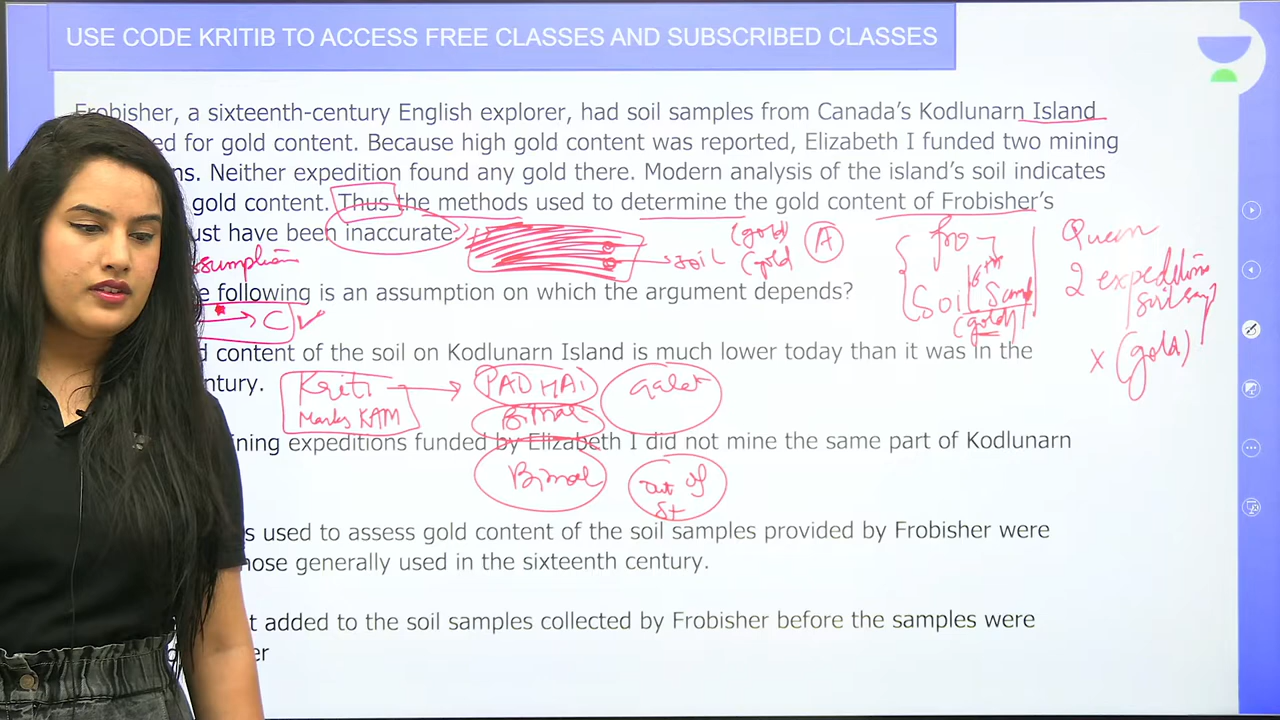 USE CODE KRITIB TO ACCESS FREE CLASSES AND SUBSCRIBED CLASSES
Frobisher, a sixteenth-century English explorer, had soil samples from Canada's Kodlunarn Island
ed for gold content. Because high gold content was reported, Elizabeth I funded two mining
ns. Neither expedition found any gold there. Modern analysis of the island's soil indicates
gold content. Thus the methods used to determine the gold content of Frobisher's
ust have been inaccurate.
soil
(gold)
(gold
A
Soil
(gold)
Queen
2 expeditions
x (gold)
ssumption
e following is an assumption on which the argument depends?
C
d content of the soil on Kodlunarn Island is much lower today than it was in the
ntury.
Kriti
Marks KAM
PADHAI
Bimal
galat
ining expeditions funded by Elizabeth I did not mine the same part of Kodlunarn
Bimal
out of
s used to assess gold content of the soil samples provided by Frobisher were
hose generally used in the sixteenth century.
t added to the soil samples collected by Frobisher before the samples were
er